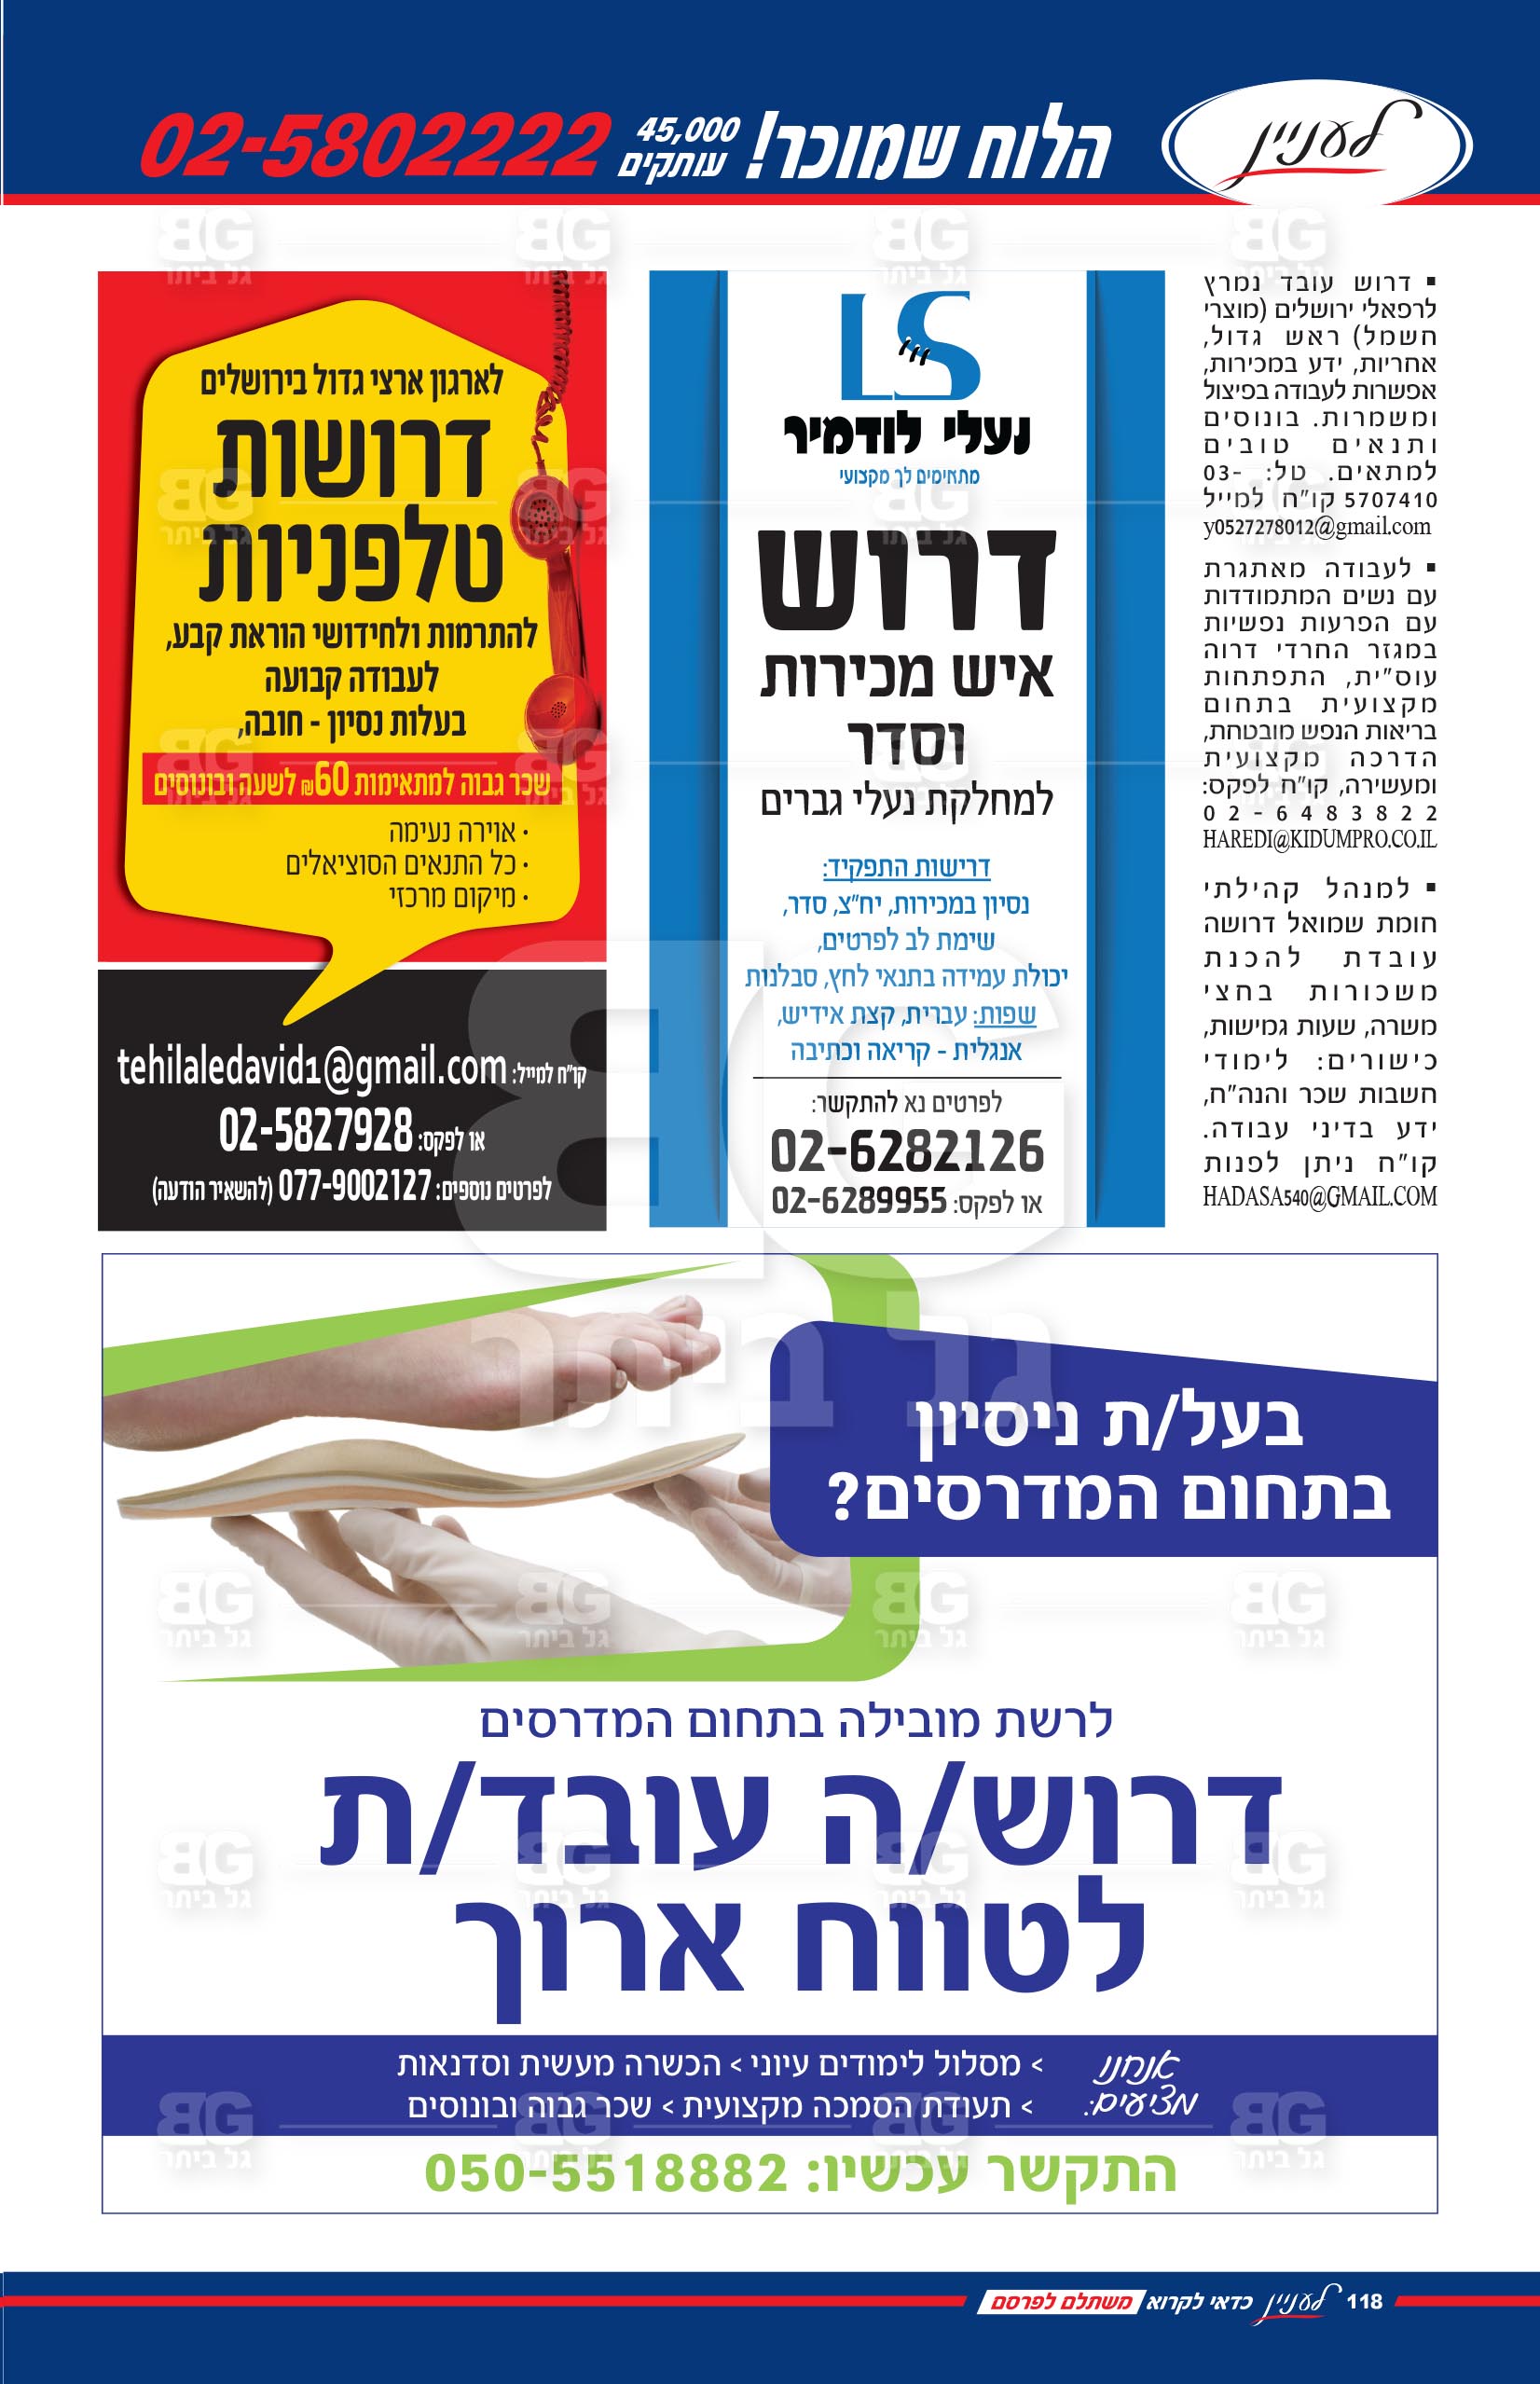 לעניין
הלוח שמוכר!
45,000
עותקים
02-5802222
▪ דרוש עובד נמרץ
לרפאלי ירושלים (מוצרי
חשמל) ראש גדול,
אחריות, ידע במכירות,
אפשרות לעבודה בפיצול
ומשמרות. בונוסים
ותנאים טובים
למתאים. טל: 03-
5707410 קו"ח למייל
y0527278012@gmail.com
▪ לעבודה מאתגרת
עם נשים המתמודדות
עם הפרעות נפשיות
במגזר החרדי דרוה
עוס"ית, התפתחות
מקצועית בתחום
בריאות הנפש מובטחת,
הדרכה מקצועית
ומעשירה, קו"ח לפקס:
02-6483822
HAREDI@KIDUMPRO.CO.IL
▪ למנהל קהילתי
חומת שמואל דרושה
עובדת להכנת
משכורות בחצי
משרה, שעות גמישות,
כישורים: לימודי
חשבות שכר והנה"ח,
ידע בדיני עבודה.
קו"ח ניתן לפנות
HADASA540@GMAIL.COM
LS
נעלי לודמיר
מתאימים לך מקצועי
דרוש
איש מכירות
וסדר
למחלקת נעלי גברים
דרישות התפקיד:
נסיון במכירות, יח"צ, סדר,
שימת לב לפרטים,
יכולת עמידה בתנאי לחץ, סבלנות
שפות: עברית, קצת אידיש,
אנגלית - קריאה וכתיבה
לפרטים נא להתקשר:
02-6282126
או לפקס: 02-6289955
לארגון ארצי גדול בירושלים
דרושות
טלפניות
להתרמות ולחידושי הוראת קבע,
לעבודה קבועה
בעלות נסיון - חובה,
שכר גבוה למתאימות 60₪ לשעה ובונוסים
· אוירה נעימה
· כל התנאים הסוציאלים
· מיקום מרכזי
קו"ח למייל: tehilaledavid1@gmail.com
או לפקס: 02-5827928
לפרטים נוספים: 077-9002127 (להשאיר הודעה)
בעל/ת ניסיון
בתחום המדרסים?
לרשת מובילה בתחום המדרסים
דרוש/ה עובד/ת
לטווח ארוך
אנחנו
מציעים:
> מסלול לימודים עיוני > הכשרה מעשית וסדנאות
> תעודת הסמכה מקצועית > שכר גבוה ובונוסים
התקשר עכשיו: 050-5518882
118 לעניין כדאי לקרוא משתלם לפרסם
BG
גל ביתר